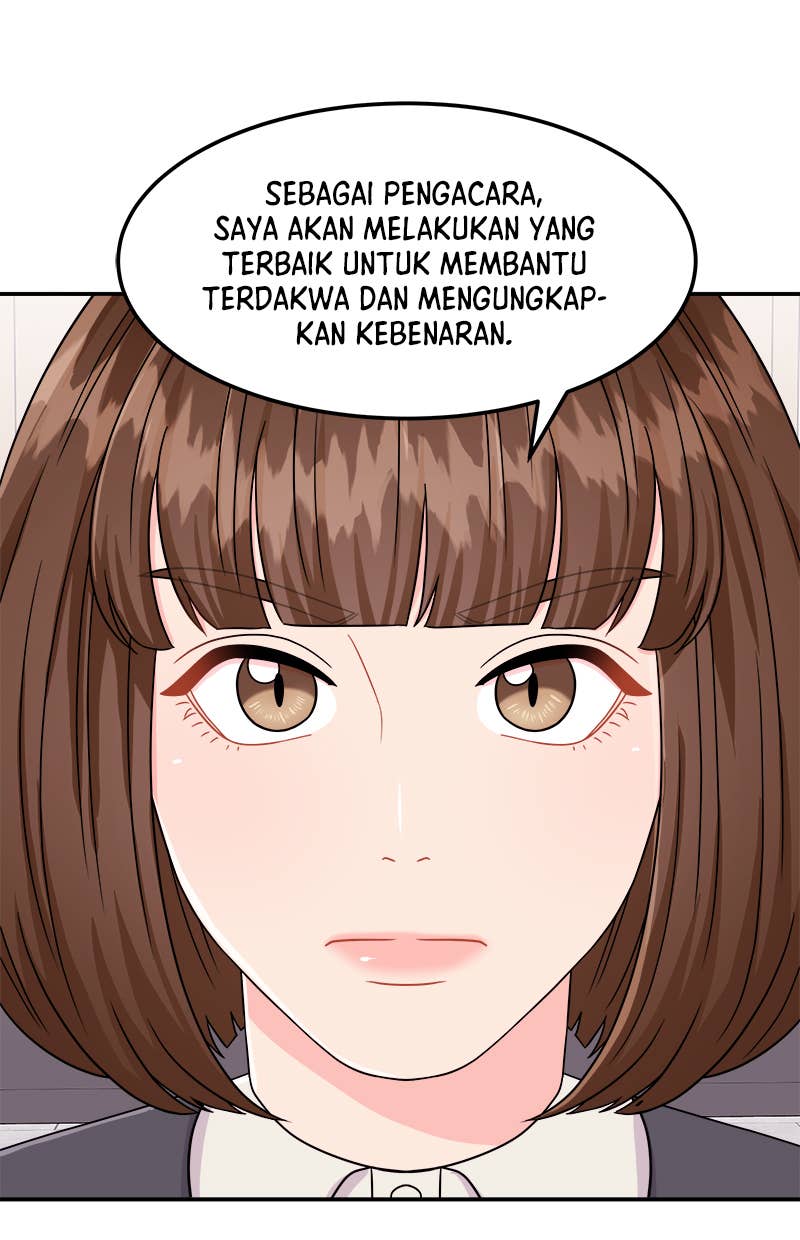 SEBAGAI PENGACARA,
SAYA AKAN MELAKUKAN YANG
TERBAIK UNTUK MEMBANTU
TERDAKWA DAN MENGUNGKAP-
KAN KEBENARAN.